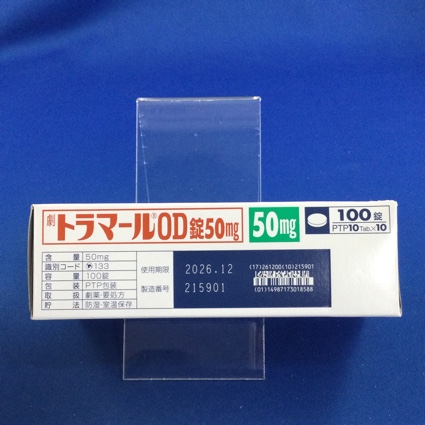 劇 トラマール®OD錠50mg
50mg
100錠
PTP10Tab.×10
含量 50mg
識別コード 133
容量 100錠
包装 PTP包装
取扱 劇薬・要処方
貯法 防湿・室温保存
使用期限 2026.12
製造番号 215901
(17)261200(10)215901
(01)14987173018588